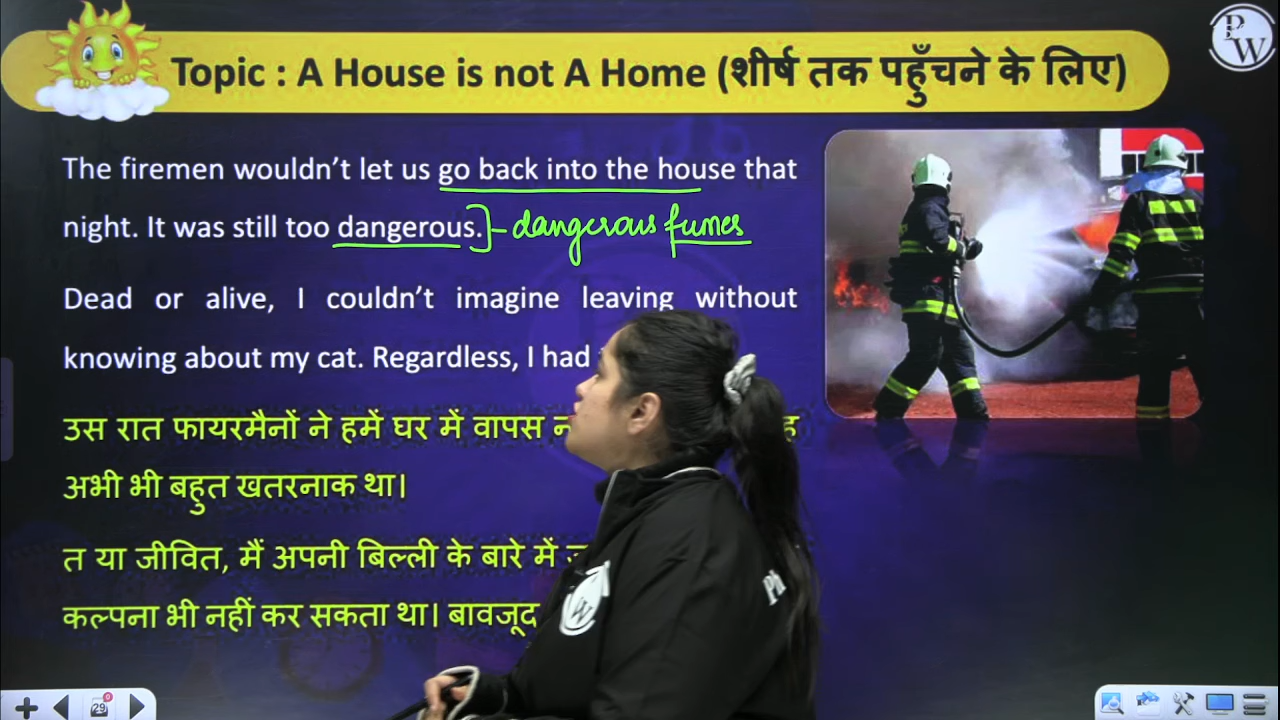 Topic : A House is not A Home (शीर्ष तक पहुँचने के लिए)
PW
The firemen wouldn't let us go back into the house that
night. It was still too dangerous. - dangerous fumes
Dead or alive, I couldn't imagine leaving without
knowing about my cat. Regardless, I had
उस रात फायरमैनों ने हमें घर में वापस
अभी भी बहुत खतरनाक था।
त या जीवित, मैं अपनी बिल्ली के बारे में
कल्पना भी नहीं कर सकता था। बावजूद
W
29